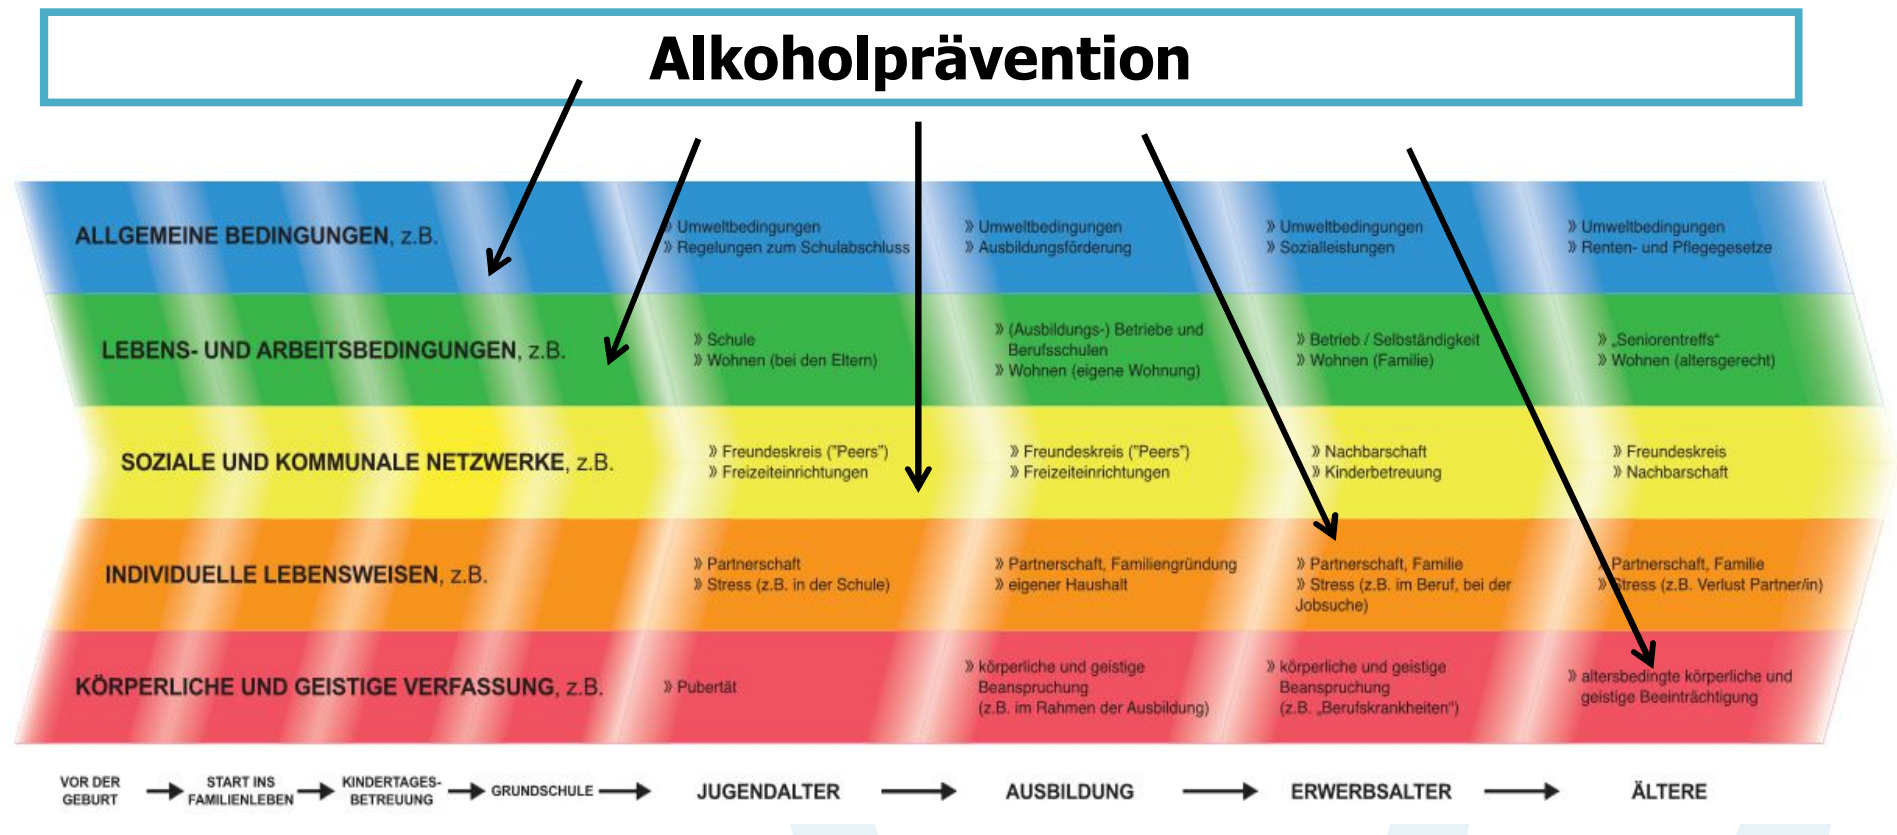 Alkoholprävention
ALLGEMEINE BEDINGUNGEN, z.B.
» Umweltbedingungen
» Regelungen zum Schulabschluss
» Umweltbedingungen
» Ausbildungsförderung
» Umweltbedingungen
» Sozialleistungen
» Umweltbedingungen
» Renten- und Pflegegesetze
LEBENS- UND ARBEITSBEDINGUNGEN, z.B.
» Schule
» Wohnen (bei den Eltern)
» (Ausbildungs-) Betriebe und
Berufsschulen
» Wohnen (eigene Wohnung)
» Betrieb / Selbständigkeit
» Wohnen (Familie)
» „Seniorentreffs“
» Wohnen (altersgerecht)
SOZIALE UND KOMMUNALE NETZWERKE, z.B.
» Freundeskreis ("Peers")
» Freizeiteinrichtungen
» Freundeskreis ("Peers")
» Freizeiteinrichtungen
» Nachbarschaft
» Kinderbetreuung
» Freundeskreis
» Nachbarschaft
INDIVIDUELLE LEBENSWEISEN, z.B.
» Partnerschaft
» Stress (z.B. in der Schule)
» Partnerschaft, Familiengründung
» eigener Haushalt
» Partnerschaft, Familie
» Stress (z.B. im Beruf, bei der
Jobsuche)
» Partnerschaft, Familie
» Stress (z.B. Verlust Partner/in)
KÖRPERLICHE UND GEISTIGE VERFASSUNG, z.B.
» Pubertät
» körperliche und geistige
Beanspruchung
(z.B. im Rahmen der Ausbildung)
» körperliche und geistige
Beanspruchung
(z.B. „Berufskrankheiten“)
» altersbedingte körperliche und
geistige Beeinträchtigung
VOR DER
GEBURT
START INS
FAMILIENLEBEN
KINDERTAGES-
BETREUUNG
GRUNDSCHULE
JUGENDALTER
AUSBILDUNG
ERWERBSALTER
ÄLTERE